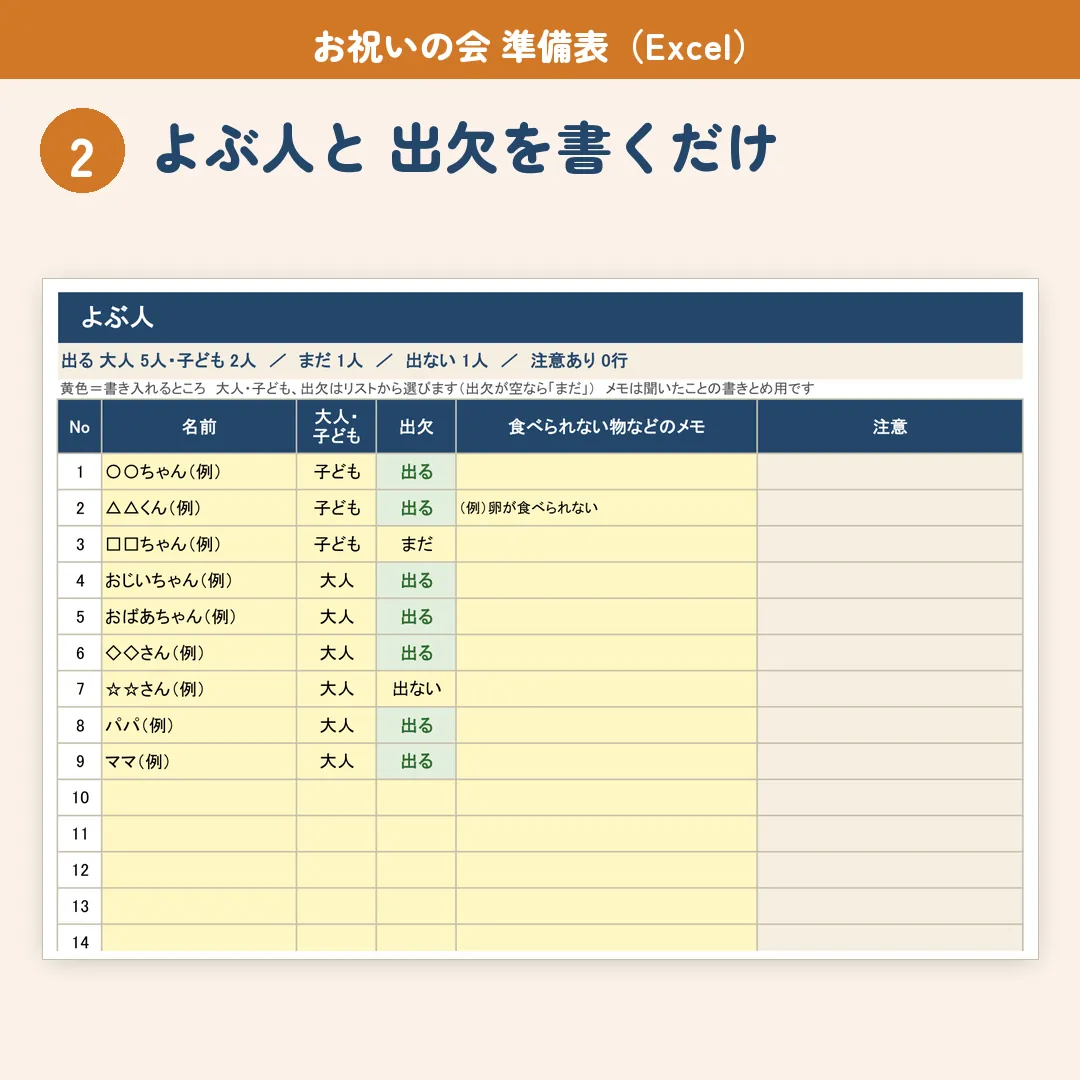 お祝いの会 準備表（Excel）
2 よぶ人と 出欠を書くだけ
よぶ人
出る 大人 5人・子ども 2人 ／ まだ 1人 ／ 出ない 1人 ／ 注意あり 0行
黄色＝書き入れるところ 大人・子ども、出欠はリストから選びます（出欠が空なら「まだ」） メモは聞いたことの書きとめ用です
No 名前 大人・子ども 出欠 食べられない物などのメモ 注意
1 〇〇ちゃん（例） 子ども 出る
2 △△くん（例） 子ども 出る （例）卵が食べられない
3 □□ちゃん（例） 子ども まだ
4 おじいちゃん（例） 大人 出る
5 おばあちゃん（例） 大人 出る
6 ◇◇さん（例） 大人 出る
7 ☆☆さん（例） 大人 出ない
8 パパ（例） 大人 出る
9 ママ（例） 大人 出る
10
11
12
13
14